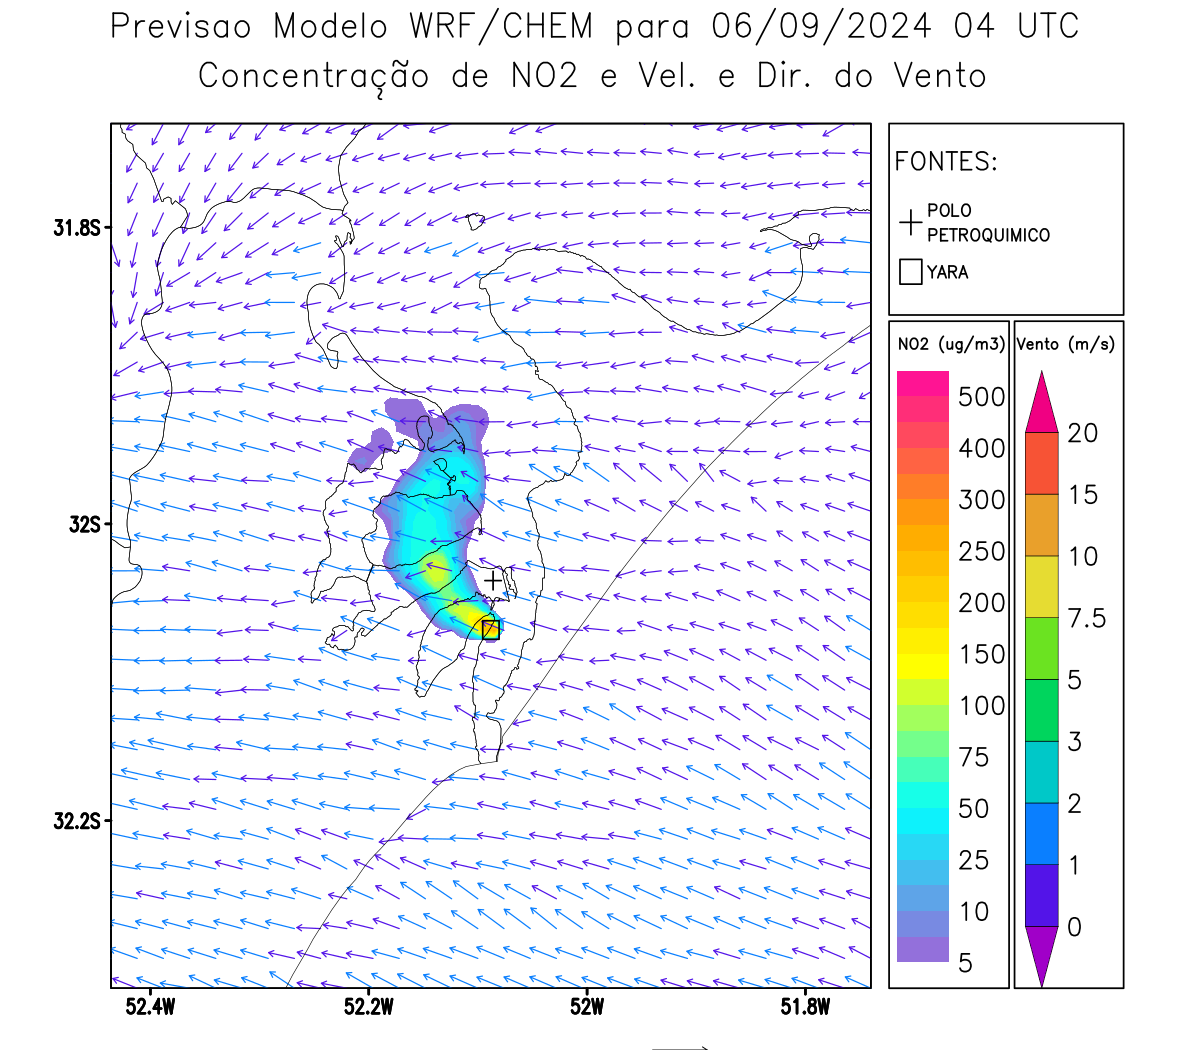 Previsao Modelo WRF/CHEM para 06/09/2024 04 UTC
Concentração de NO2 e Vel. e Dir. do Vento
FONTES:
POLO
PETROQUIMICO
YARA
NO2 (ug/m3)
500
400
300
250
200
150
100
75
50
25
10
5
Vento (m/s)
20
15
10
7.5
5
3
2
1
0
31.8S
32S
32.2S
52.4W
52.2W
52W
51.8W